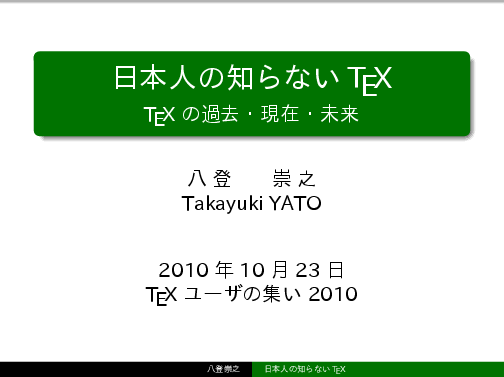 日本人の知らない TEX
TEX の過去・現在・未来
八登 崇之
Takayuki YATO
2010 年 10 月 23 日
TEX ユーザの集い 2010
八登崇之 日本人の知らない TEX